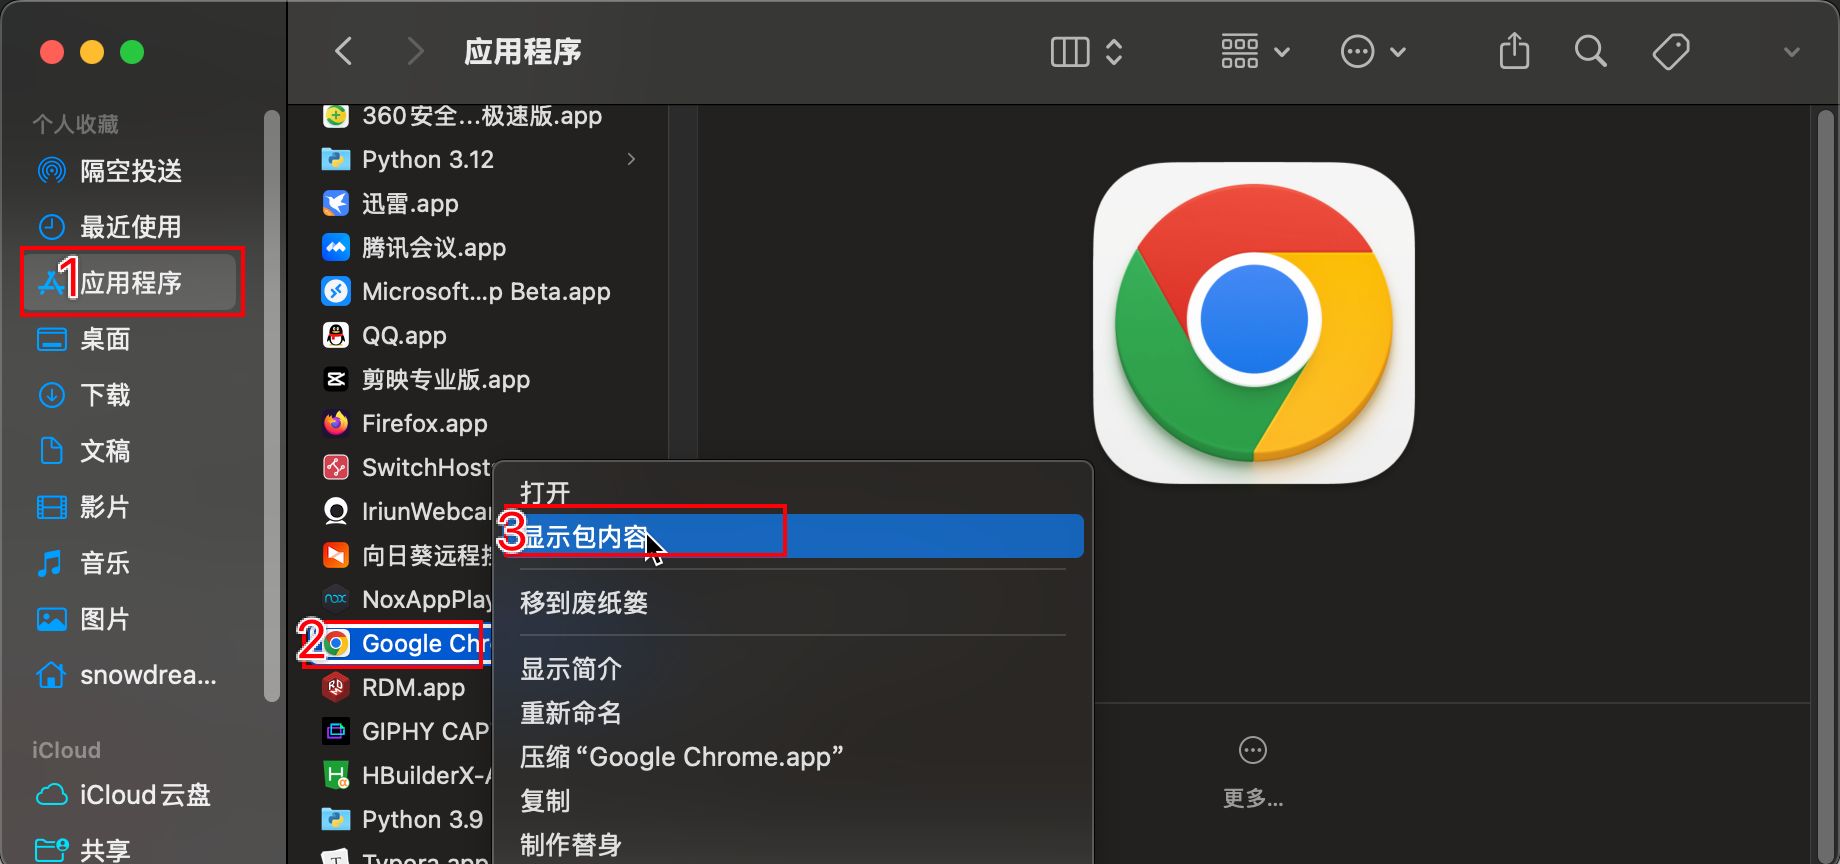 应用程序
个人收藏
隔空投送
最近使用
1
应用程序
桌面
下载
文稿
影片
音乐
图片
snowdrea...
iCloud
iCloud云盘
共享
360安全...极速版.app
Python 3.12
迅雷.app
腾讯会议.app
Microsoft...p Beta.app
QQ.app
剪映专业版.app
Firefox.app
SwitchHost
IriunWebca
向日葵远程
NoxAppPlay
2
Google Chr
RDM.app
GIPHY CAP
HBuilderX-A
Python 3.9
Typora.app
打开
3
显示包内容
移到废纸篓
显示简介
重新命名
压缩“Google Chrome.app”
复制
制作替身
更多...